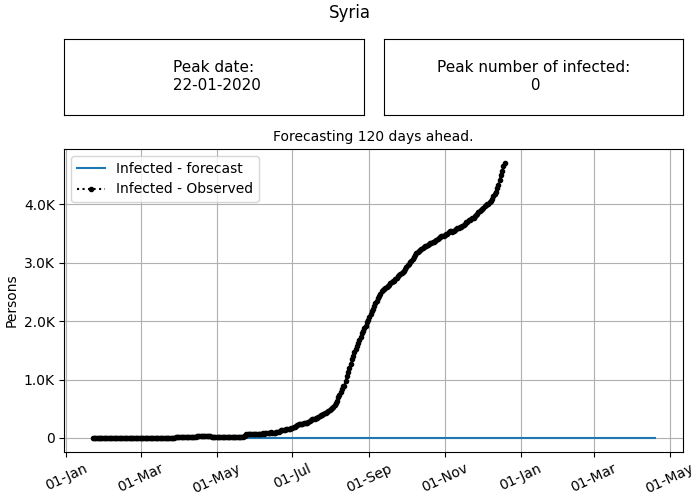 Syria
Peak date:
22-01-2020
Peak number of infected:
0
Forecasting 120 days ahead.
Infected - forecast
Infected - Observed
Persons
4.0K
3.0K
2.0K
1.0K
0
01-Jan
01-Mar
01-May
01-Jul
01-Sep
01-Nov
01-Jan
01-Mar
01-May